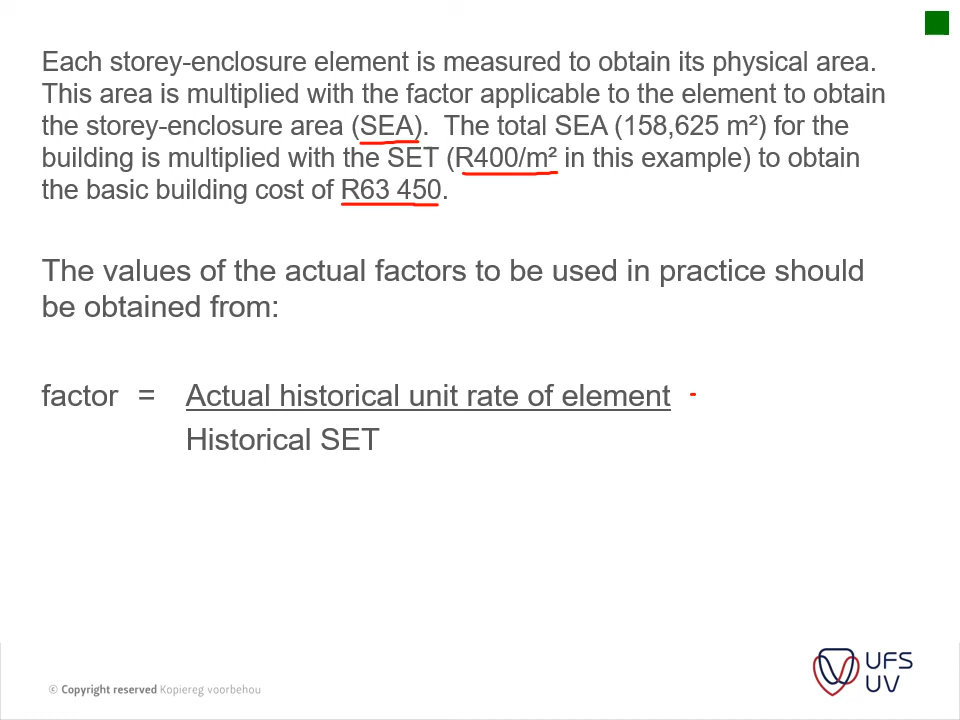 Each storey-enclosure element is measured to obtain its physical area.
This area is multiplied with the factor applicable to the element to obtain
the storey-enclosure area (SEA).  The total SEA (158,625 m²) for the
building is multiplied with the SET (R400/m² in this example) to obtain
the basic building cost of R63 450.
The values of the actual factors to be used in practice should
be obtained from:
factor = Actual historical unit rate of element
Historical SET
© Copyright reserved Kopiereg voorbehou
UFS
UV